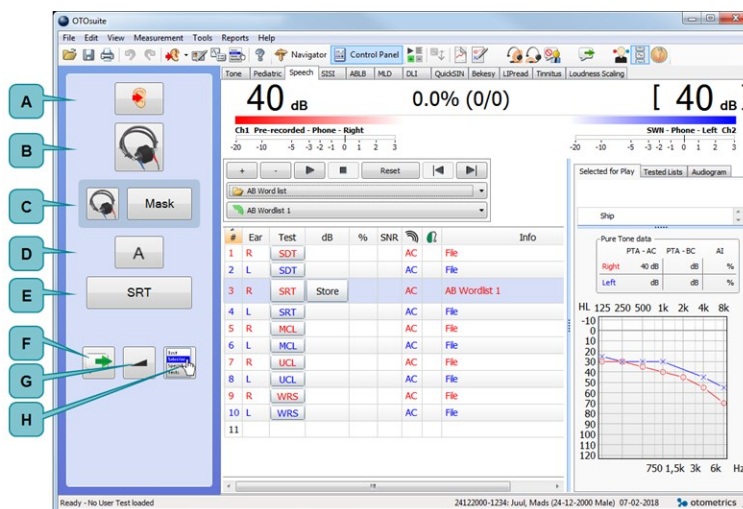 OTOsuite
File Edit View Measurement Tools Reports Help
Navigator Control Panel
Tone Pediatric Speech SISI ABLB MLD DLI QuickSIN Bekesy LIPread Tinnitus Loudness Scaling
A
B
C
D
E
F
G
H
Mask
A
SRT
40 dB 0.0% (0/0) [ 40 dB ]
Ch1 Pre-recorded - Phone - Right SWN - Phone - Left Ch2
-20 -10 -5 -3 -2 -1 0 1 2 3 -20 -10 -5 -3 -2 -1 0 1 2 3
+ - Reset
AB Word list
AB Wordlist 1
# Ear Test dB % SNR Info
1 R SDT AC File
2 L SDT AC File
3 R SRT Store AC AB Wordlist 1
4 L SRT AC File
5 R MCL AC File
6 L MCL AC File
7 R UCL AC File
8 L UCL AC File
9 R WRS AC File
10 L WRS AC File
11
Selected for Play Tested Lists Audiogram
Ship
Pure Tone data
PTA - AC PTA - BC AI
Right 40 dB dB %
Left dB dB %
HL 125 250 500 1k 2k 4k 8k
-10
0
10
20
30
40
50
60
70
80
90
100
110
120
750 1,5k 3k 6k Hz
Ready - No User Test loaded 24122000-1234: Juul, Mads (24-12-2000 Male) 07-02-2018 otometrics